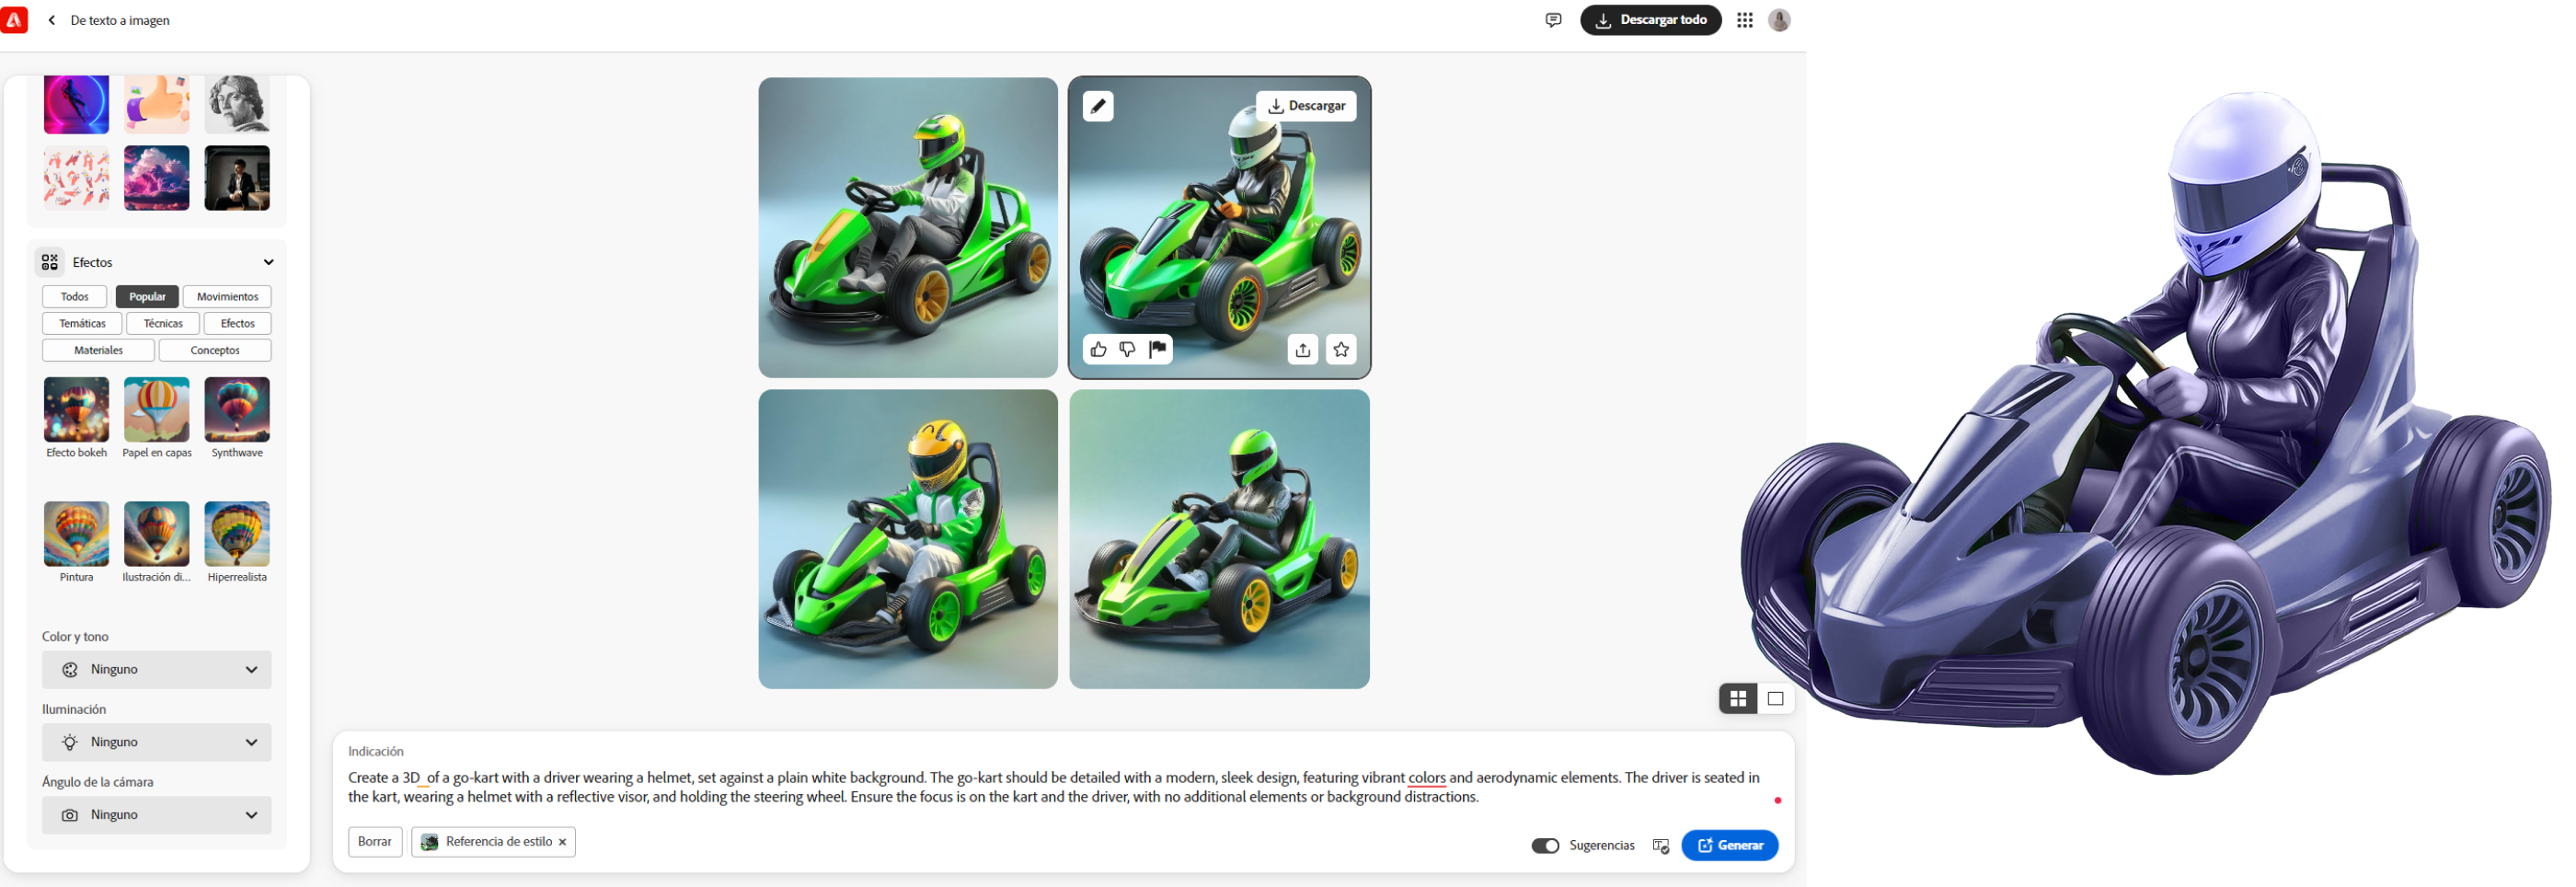 De texto a imagen
Descargar todo
Efectos
Todos
Popular
Movimientos
Temáticas
Técnicas
Efectos
Materiales
Conceptos
Efecto bokeh
Papel en capas
Synthwave
Pintura
Ilustración di...
Hiperrealista
Color y tono
Ninguno
Iluminación
Ninguno
Ángulo de la cámara
Ninguno
Descargar
Indicación
Create a 3D  of a go-kart with a driver wearing a helmet, set against a plain white background. The go-kart should be detailed with a modern, sleek design, featuring vibrant colors and aerodynamic elements. The driver is seated in
the kart, wearing a helmet with a reflective visor, and holding the steering wheel. Ensure the focus is on the kart and the driver, with no additional elements or background distractions.
Borrar
Referencia de estilo
Sugerencias
Generar